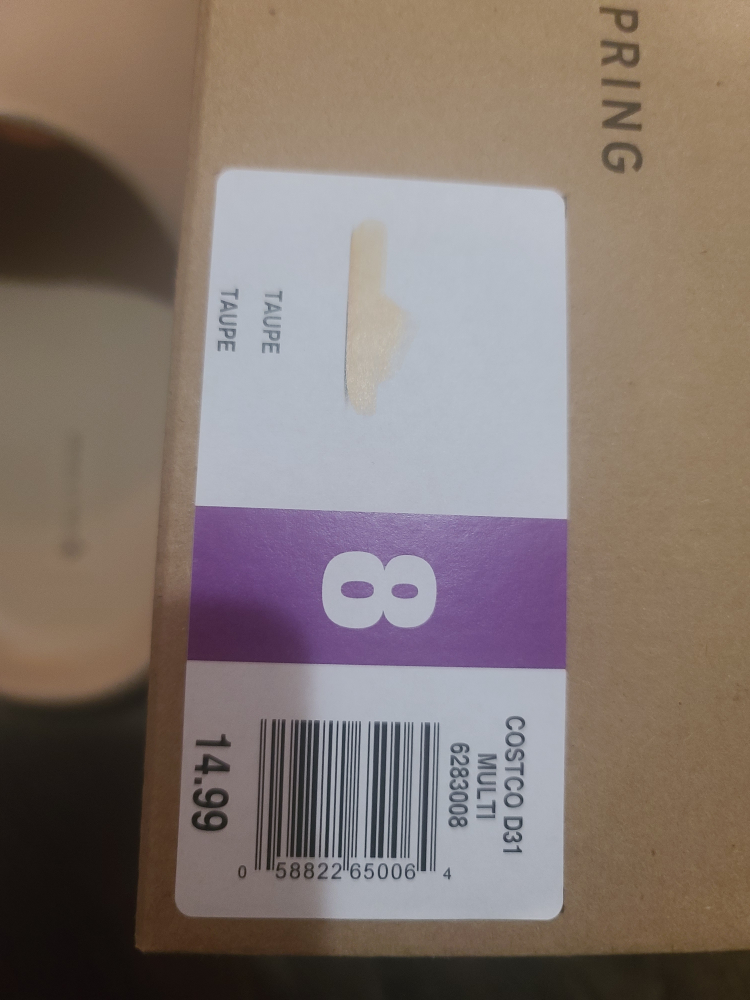 PRING
TAUPE
TAUPE
8
COSTCO D31
MULTI
6283008
0 58822 65006 4
14.99